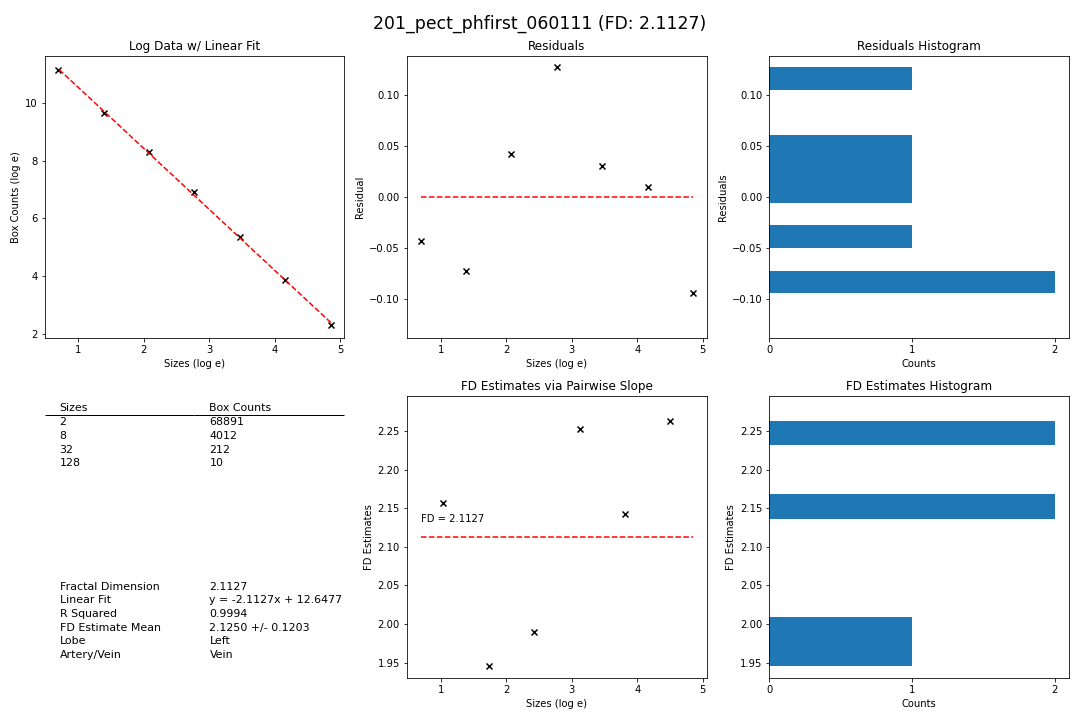 201_pect_phfirst_060111 (FD: 2.1127)
Log Data w/ Linear Fit
Box Counts (log e)
10
8
6
4
2
1 2 3 4 5
Sizes (log e)
Residuals
Residual
0.10
0.05
0.00
−0.05
−0.10
1 2 3 4 5
Sizes (log e)
Residuals Histogram
Residuals
0.10
0.05
0.00
−0.05
−0.10
0 1 2
Counts
Sizes Box Counts
2 68891
8 4012
32 212
128 10
Fractal Dimension 2.1127
Linear Fit y = -2.1127x + 12.6477
R Squared 0.9994
FD Estimate Mean 2.1250 +/- 0.1203
Lobe Left
Artery/Vein Vein
FD Estimates via Pairwise Slope
FD Estimates
2.25
2.20
2.15
2.10
2.05
2.00
1.95
FD = 2.1127
1 2 3 4 5
Sizes (log e)
FD Estimates Histogram
FD Estimates
2.25
2.20
2.15
2.10
2.05
2.00
1.95
0 1 2
Counts